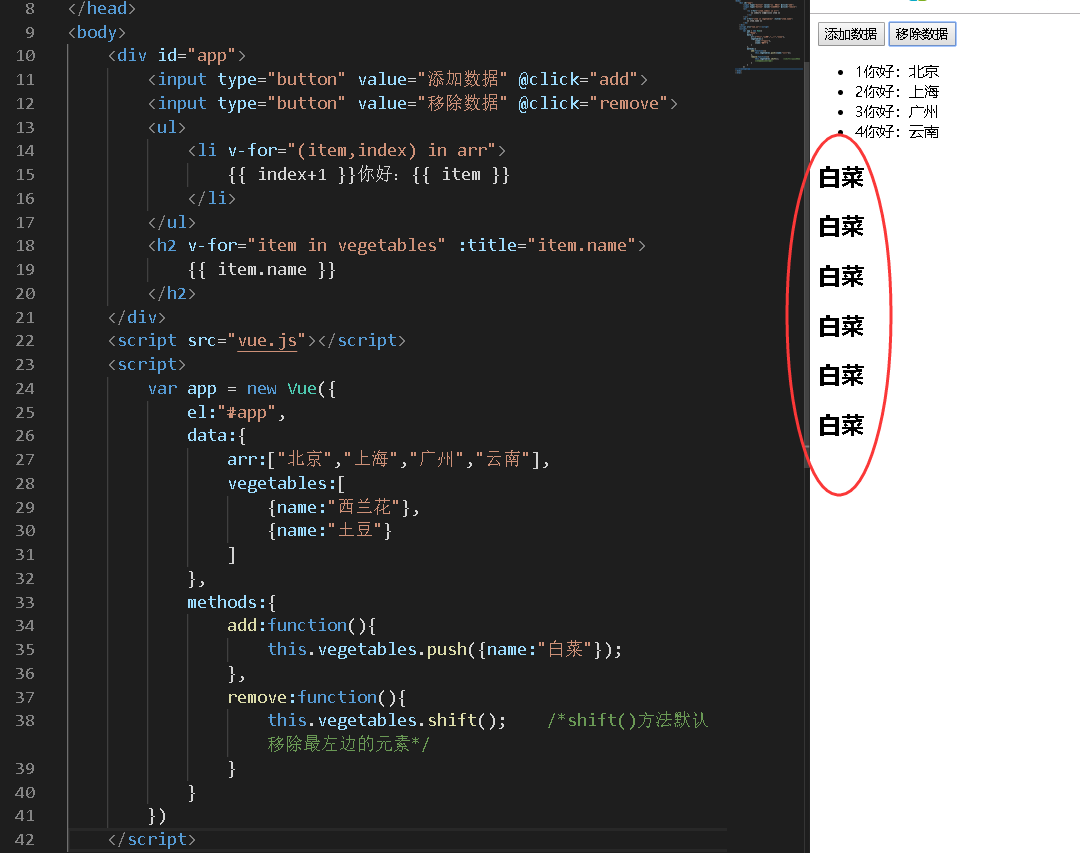 8 </head>
9 <body>
10 <div id="app">
11 <input type="button" value="添加数据" @click="add">
12 <input type="button" value="移除数据" @click="remove">
13 <ul>
14 <li v-for="(item,index) in arr">
15 {{ index+1 }}你好：{{ item }}
16 </li>
17 </ul>
18 <h2 v-for="item in vegetables" :title="item.name">
19 {{ item.name }}
20 </h2>
21 </div>
22 <script src="vue.js"></script>
23 <script>
24 var app = new Vue({
25 el:"#app",
26 data:{
27 arr:["北京","上海","广州","云南"],
28 vegetables:[
29 {name:"西兰花"},
30 {name:"土豆"}
31 ]
32 },
33 methods:{
34 add:function(){
35 this.vegetables.push({name:"白菜"});
36 },
37 remove:function(){
38 this.vegetables.shift(); /*shift()方法默认
移除最左边的元素*/
39 }
40 }
41 })
42 </script>
添加数据 移除数据
1你好：北京
2你好：上海
3你好：广州
4你好：云南
白菜
白菜
白菜
白菜
白菜
白菜